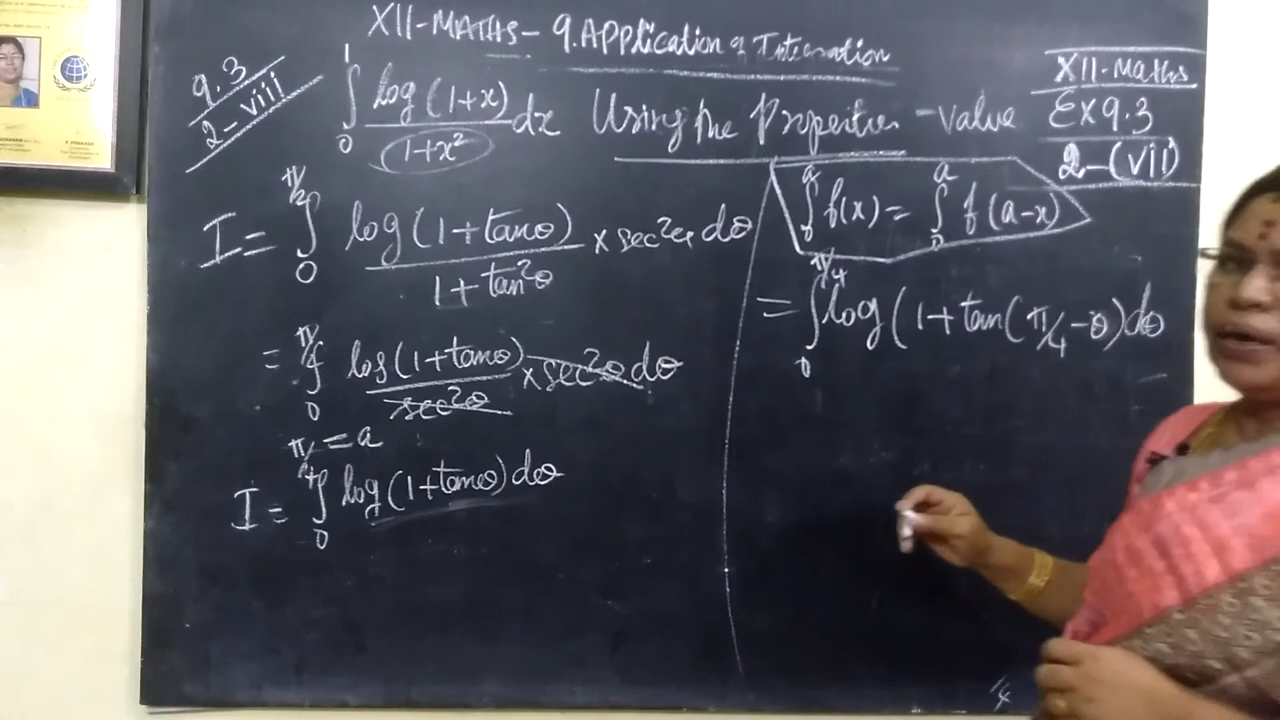 XII-MATHS - 9.APPlication of Integration
9.3
2-viii
∫₀¹ log(1+x)/(1+x²) dx Using the Properties - value
XII-Maths
Ex 9.3
2-(vii)
∫₀ᵃ f(x) = ∫₀ᵃ f(a-x)
I = ∫₀^(π/2) log(1+tanθ)/(1+tan²θ) × sec²θ dθ
= ∫₀^(π/4) log(1+tanθ)/sec²θ × sec²θ dθ
π/4 = a
I = ∫₀^(π/4) log(1+tanθ) dθ
= ∫₀^(π/4) log(1+tan(π/4-θ) dθ